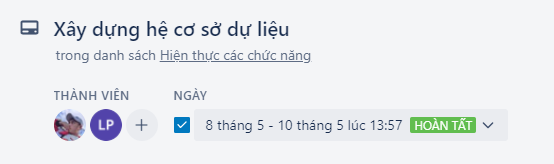 Xây dựng hệ cơ sở dự liệu
trong danh sách Hiện thực các chức năng
THÀNH VIÊN NGÀY
LP + 8 tháng 5 - 10 tháng 5 lúc 13:57 HOÀN TẤT